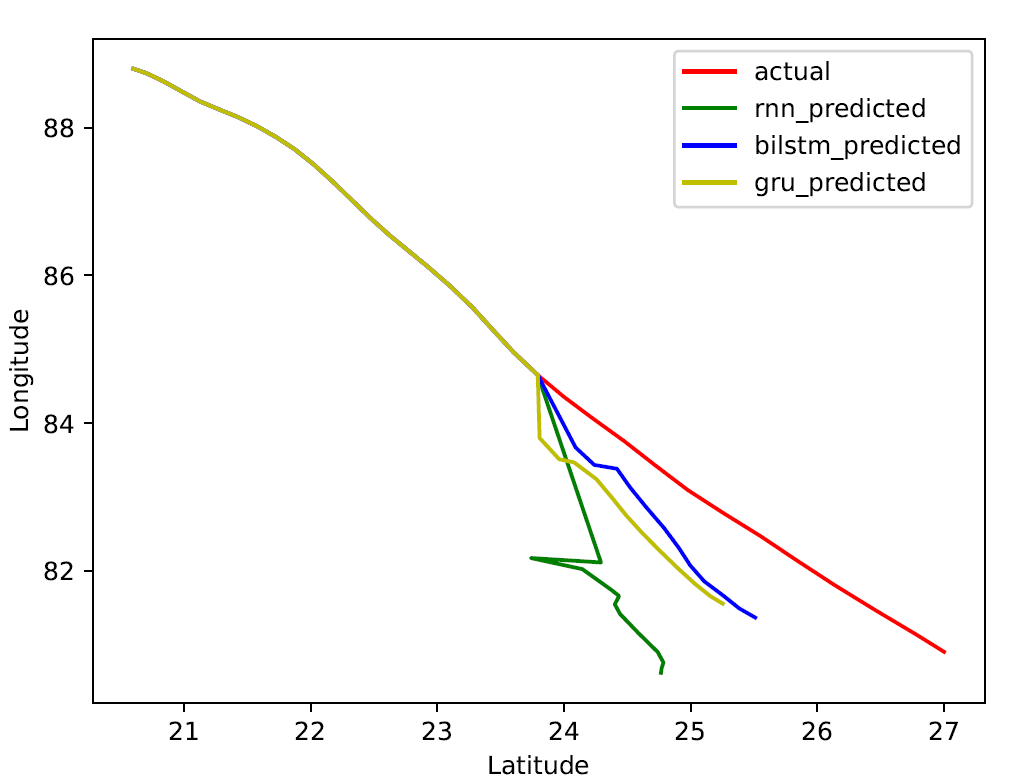 actual
rnn_predicted
bilstm_predicted
gru_predicted
88
86
84
82
Longitude
21 22 23 24 25 26 27
Latitude